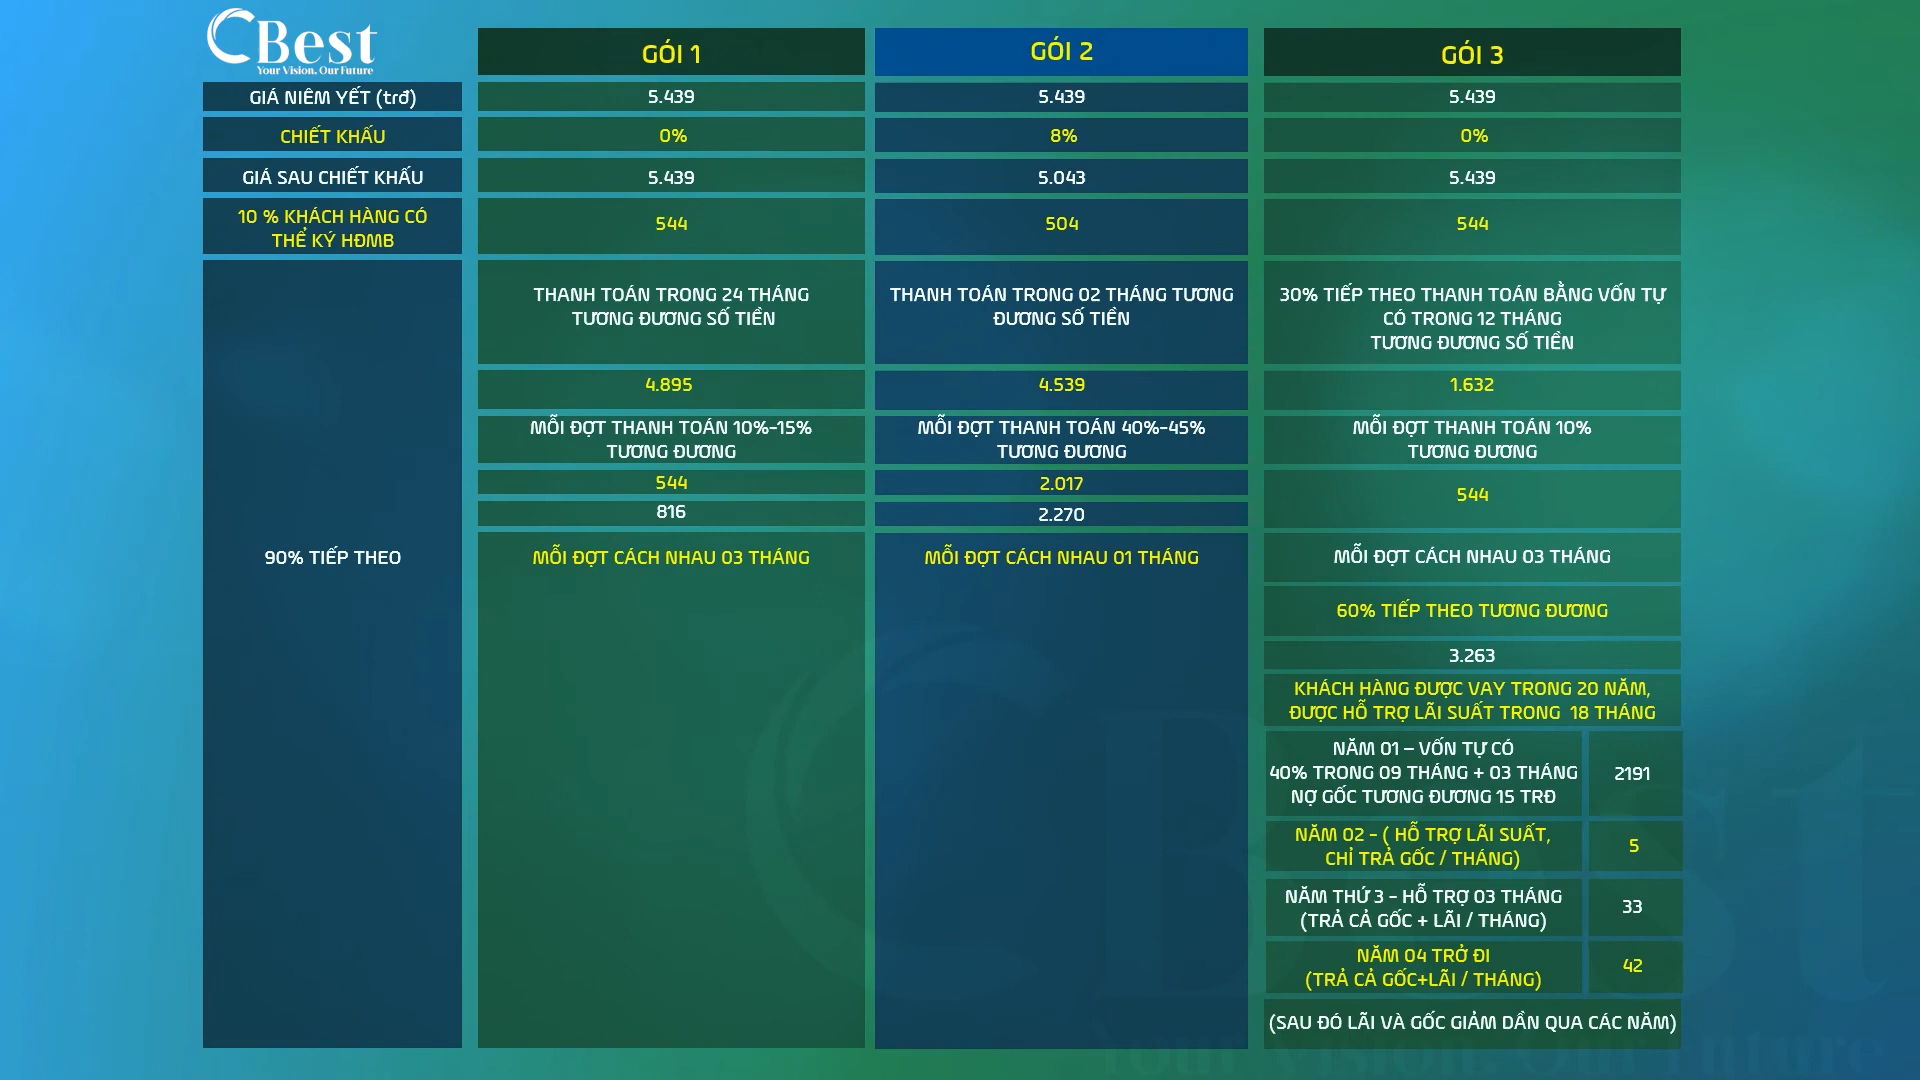 CBest
Your Vision. Our Future
GÓI 1
GÓI 2
GÓI 3
GIÁ NIÊM YẾT (trđ)
5.439
5.439
5.439
CHIẾT KHẤU
0%
8%
0%
GIÁ SAU CHIẾT KHẤU
5.439
5.043
5.439
10 % KHÁCH HÀNG CÓ
THỂ KÝ HĐMB
544
504
544
90% TIẾP THEO
THANH TOÁN TRONG 24 THÁNG
TƯƠNG ĐƯƠNG SỐ TIỀN
4.895
MỖI ĐỢT THANH TOÁN 10%-15%
TƯƠNG ĐƯƠNG
544
816
MỖI ĐỢT CÁCH NHAU 03 THÁNG
THANH TOÁN TRONG 02 THÁNG TƯƠNG
ĐƯƠNG SỐ TIỀN
4.539
MỖI ĐỢT THANH TOÁN 40%-45%
TƯƠNG ĐƯƠNG
2.017
2.270
MỖI ĐỢT CÁCH NHAU 01 THÁNG
30% TIẾP THEO THANH TOÁN BẰNG VỐN TỰ
CÓ TRONG 12 THÁNG
TƯƠNG ĐƯƠNG SỐ TIỀN
1.632
MỖI ĐỢT THANH TOÁN 10%
TƯƠNG ĐƯƠNG
544
MỖI ĐỢT CÁCH NHAU 03 THÁNG
60% TIẾP THEO TƯƠNG ĐƯƠNG
3.263
KHÁCH HÀNG ĐƯỢC VAY TRONG 20 NĂM,
ĐƯỢC HỖ TRỢ LÃI SUẤT TRONG 18 THÁNG
NĂM 01 – VỐN TỰ CÓ
40% TRONG 09 THÁNG + 03 THÁNG
NỢ GỐC TƯƠNG ĐƯƠNG 15 TRĐ
2191
NĂM 02 - ( HỖ TRỢ LÃI SUẤT,
CHỈ TRẢ GỐC / THÁNG)
5
NĂM THỨ 3 - HỖ TRỢ 03 THÁNG
(TRẢ CẢ GỐC + LÃI / THÁNG)
33
NĂM 04 TRỞ ĐI
(TRẢ CẢ GỐC+LÃI / THÁNG)
42
(SAU ĐÓ LÃI VÀ GỐC GIẢM DẦN QUA CÁC NĂM)
CBest
Your Vision. Our Future